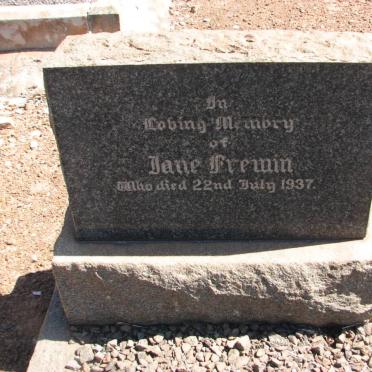 In
Loving Memory
of
Jane Frewin
Who died 22nd July 1937.